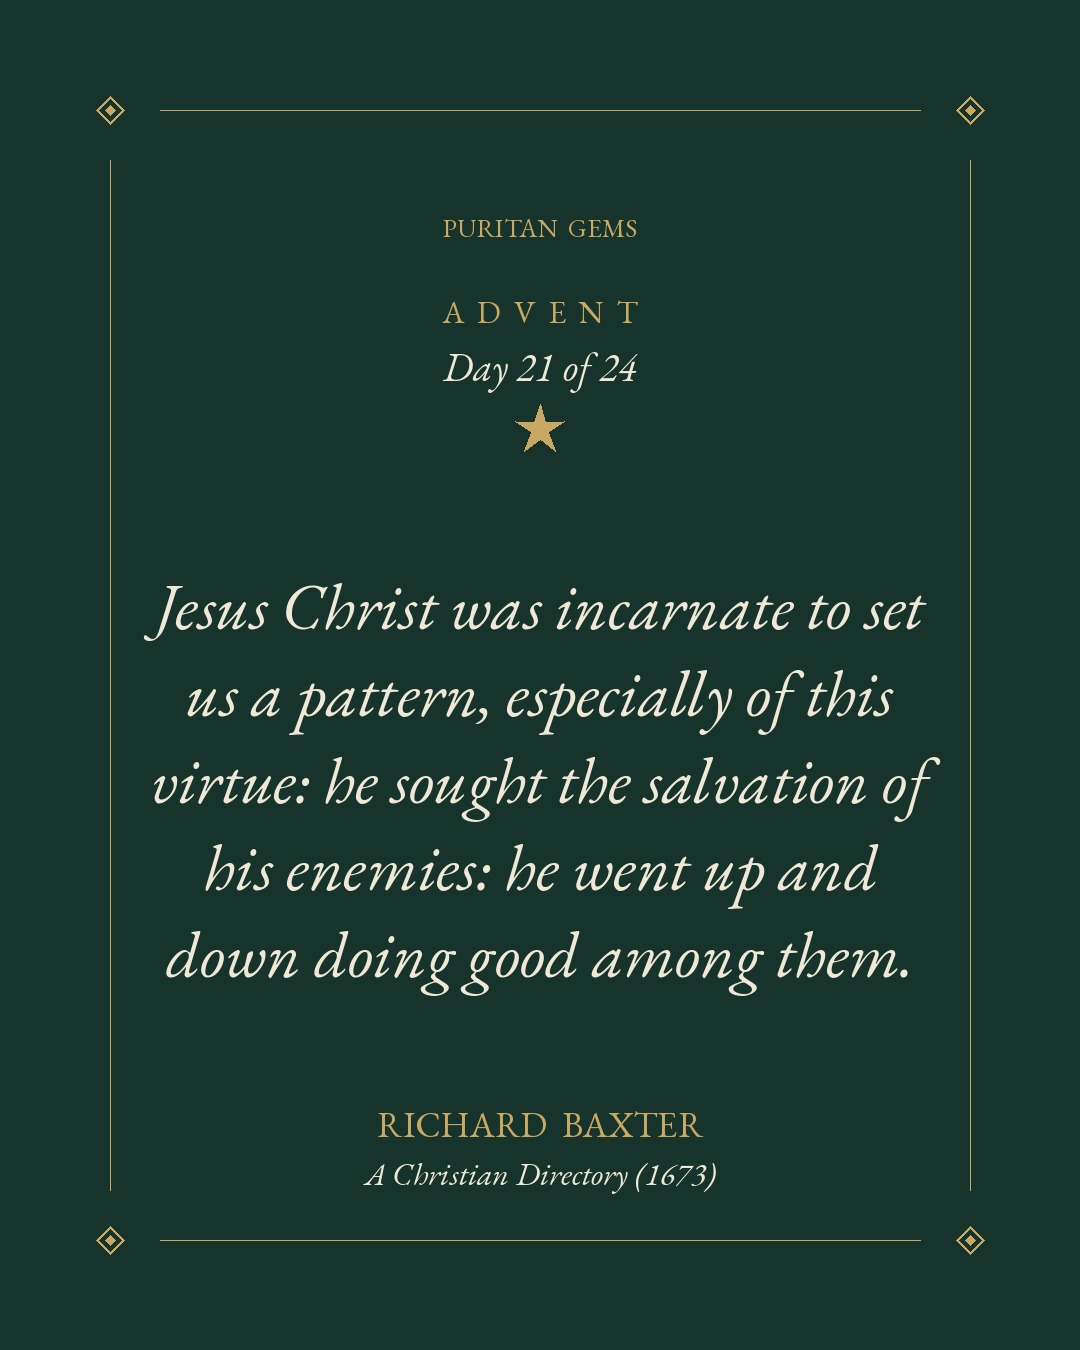 PURITAN GEMS
ADVENT
Day 21 of 24
Jesus Christ was incarnate to set
us a pattern, especially of this
virtue: he sought the salvation of
his enemies: he went up and
down doing good among them.
RICHARD BAXTER
A Christian Directory (1673)